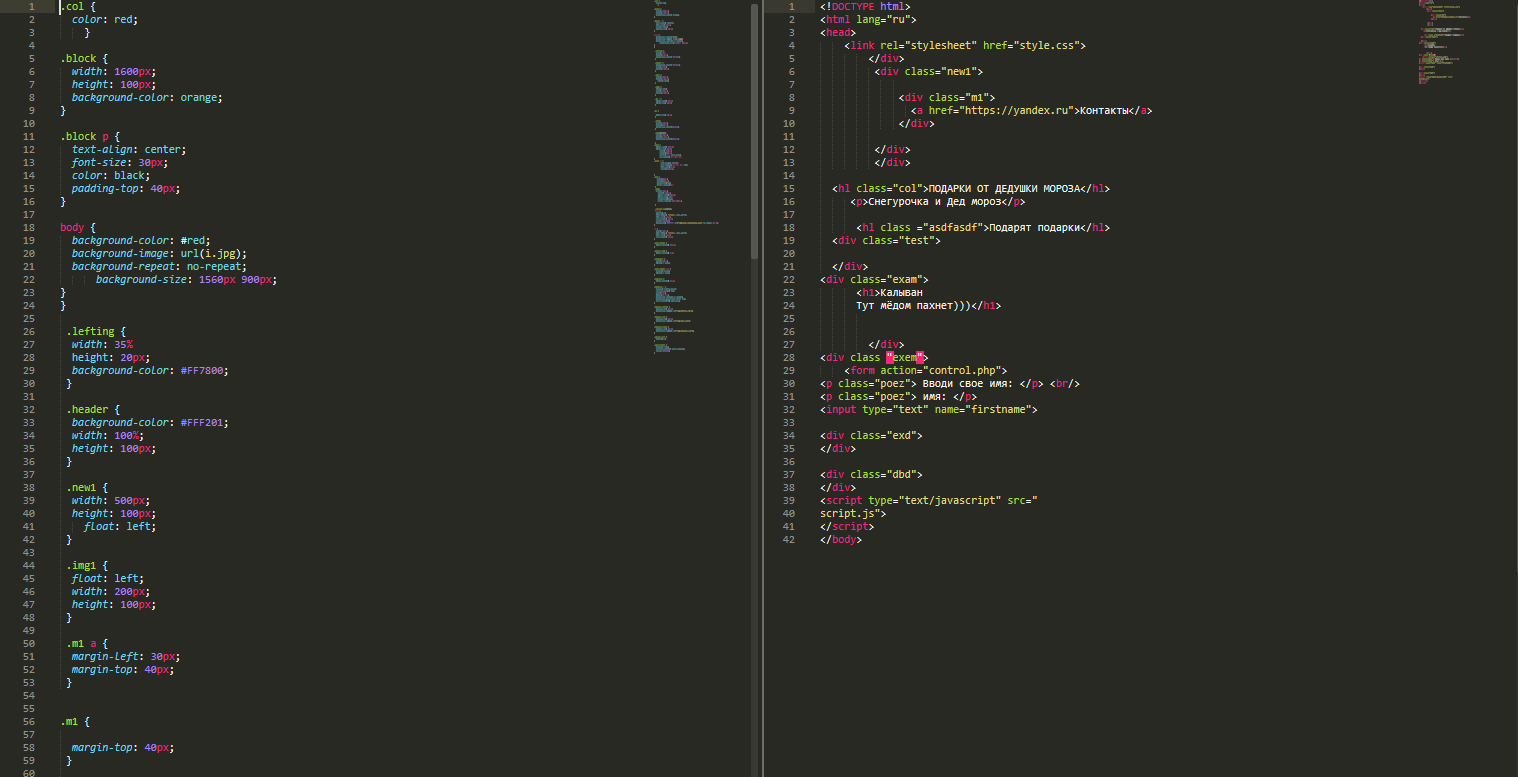 1 .col {
2 color: red;
3 }
4
5 .block {
6 width: 1600px;
7 height: 100px;
8 background-color: orange;
9 }
10
11 .block p {
12 text-align: center;
13 font-size: 30px;
14 color: black;
15 padding-top: 40px;
16 }
17
18 body {
19 background-color: #red;
20 background-image: url(i.jpg);
21 background-repeat: no-repeat;
22 background-size: 1560px 900px;
23 }
24 }
25
26 .lefting {
27 width: 35%
28 height: 20px;
29 background-color: #FF7800;
30 }
31
32 .header {
33 background-color: #FFF201;
34 width: 100%;
35 height: 100px;
36 }
37
38 .new1 {
39 width: 500px;
40 height: 100px;
41 float: left;
42 }
43
44 .img1 {
45 float: left;
46 width: 200px;
47 height: 100px;
48 }
49
50 .m1 a {
51 margin-left: 30px;
52 margin-top: 40px;
53 }
54
55
56 .m1 {
57
58 margin-top: 40px;
59 }
60
1 <!DOCTYPE html>
2 <html lang="ru">
3 <head>
4 <link rel="stylesheet" href="style.css">
5 </div>
6 <div class="new1">
7
8 <div class="m1">
9 <a href="https://yandex.ru">Контакты</a>
10 </div>
11
12 </div>
13 </div>
14
15 <hl class="col">ПОДАРКИ ОТ ДЕДУШКИ МОРОЗА</hl>
16 <p>Снегурочка и Дед мороз</p>
17
18 <hl class ="asdfasdf">Подарят подарки</hl>
19 <div class="test">
20
21 </div>
22 <div class="exam">
23 <h1>Калыван
24 Тут мёдом пахнет)))</h1>
25
26
27 </div>
28 <div class "exem">
29 <form action="control.php">
30 <p class="poez"> Вводи свое имя: </p> <br/>
31 <p class="poez"> имя: </p>
32 <input type="text" name="firstname">
33
34 <div class="exd">
35 </div>
36
37 <div class="dbd">
38 </div>
39 <script type="text/javascript" src="
40 script.js">
41 </script>
42 </body>